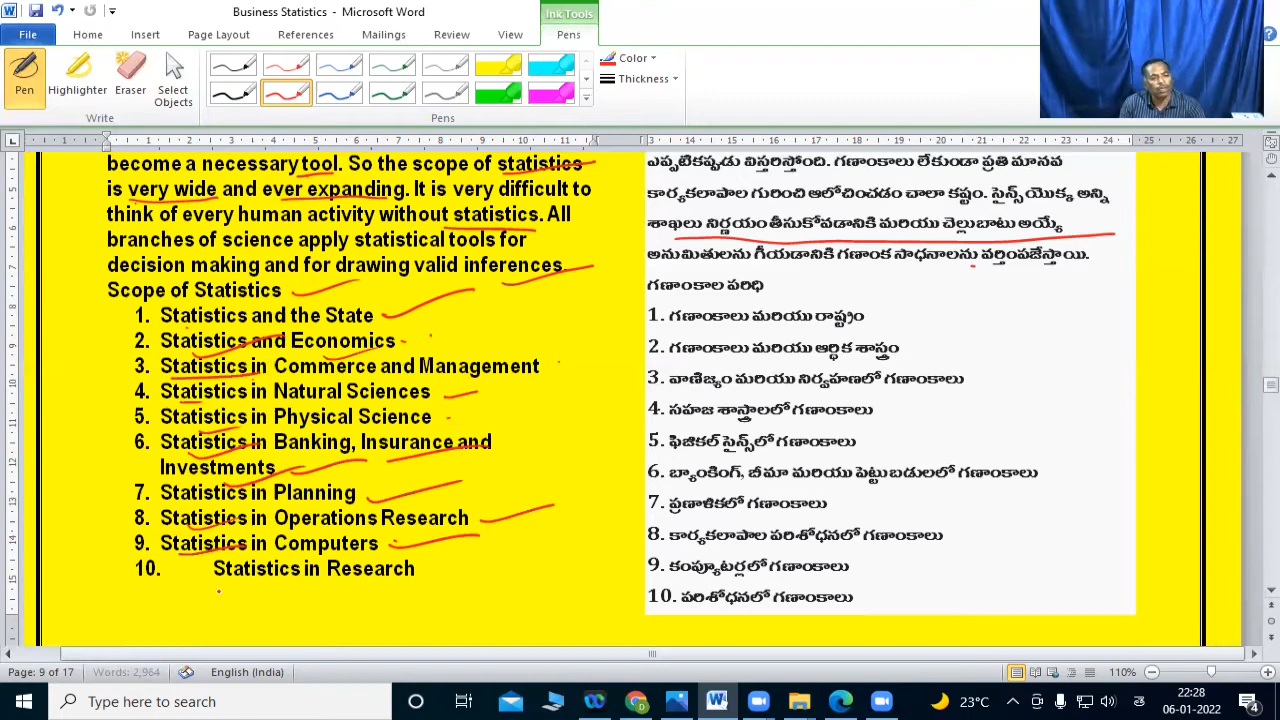 Business Statistics - Microsoft Word
Ink Tools
File
Home
Insert
Page Layout
References
Mailings
Review
View
Pens
Pen
Highlighter
Eraser
Select Objects
Color
Thickness
Write
Pens
become a necessary tool. So the scope of statistics
is very wide and ever expanding. It is very difficult to
think of every human activity without statistics. All
branches of science apply statistical tools for
decision making and for drawing valid inferences.
Scope of Statistics
1. Statistics and the State
2. Statistics and Economics
3. Statistics in Commerce and Management
4. Statistics in Natural Sciences
5. Statistics in Physical Science
6. Statistics in Banking, Insurance and
Investments
7. Statistics in Planning
8. Statistics in Operations Research
9. Statistics in Computers
10. Statistics in Research
ఎప్పటికప్పుడు విస్తరిస్తోంది. గణాంకాలు లేకుండా ప్రతి మానవ
కార్యకలాపాల గురించి ఆలోచించడం చాలా కష్టం. సైన్స్ యొక్క అన్ని
శాఖలు నిర్ణయం తీసుకోవడానికి మరియు చెల్లుబాటు అయ్యే
అనుమితులను గీయడానికి గణాంక సాధనాలను వర్తింపజేస్తాయి.
గణాంకాల పరిధి
1. గణాంకాలు మరియు రాష్ట్రం
2. గణాంకాలు మరియు ఆర్థిక శాస్త్రం
3. వాణిజ్యం మరియు నిర్వహణలో గణాంకాలు
4. సహజ శాస్త్రాలలో గణాంకాలు
5. ఫిజికల్ సైన్స్‌లో గణాంకాలు
6. బ్యాంకింగ్, బీమా మరియు పెట్టుబడులలో గణాంకాలు
7. ప్రణాళికలో గణాంకాలు
8. కార్యకలాపాల పరిశోధనలో గణాంకాలు
9. కంప్యూటర్లలో గణాంకాలు
10. పరిశోధనలో గణాంకాలు
Page: 9 of 17
Words: 2,964
English (India)
110%
Type here to search
23°C
22:28
06-01-2022